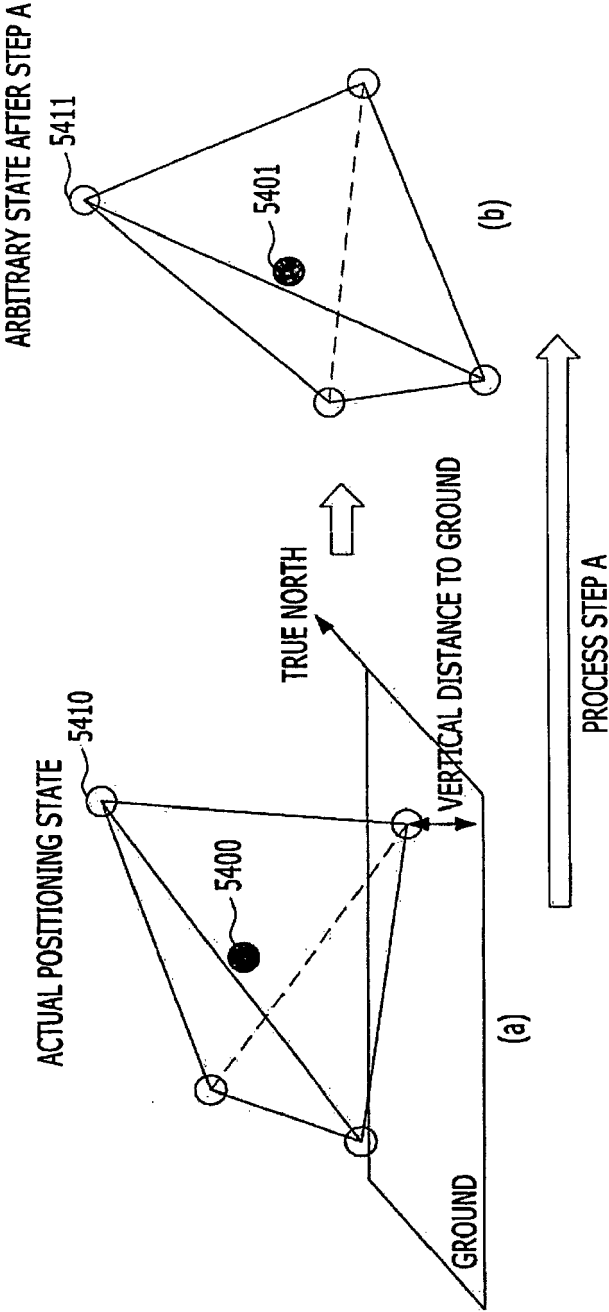 ACTUAL POSITIONING STATE
5410
5400
TRUE NORTH
VERTICAL DISTANCE TO GROUND
GROUND
(a)
ARBITRARY STATE AFTER STEP A
5411
5401
(b)
PROCESS STEP A